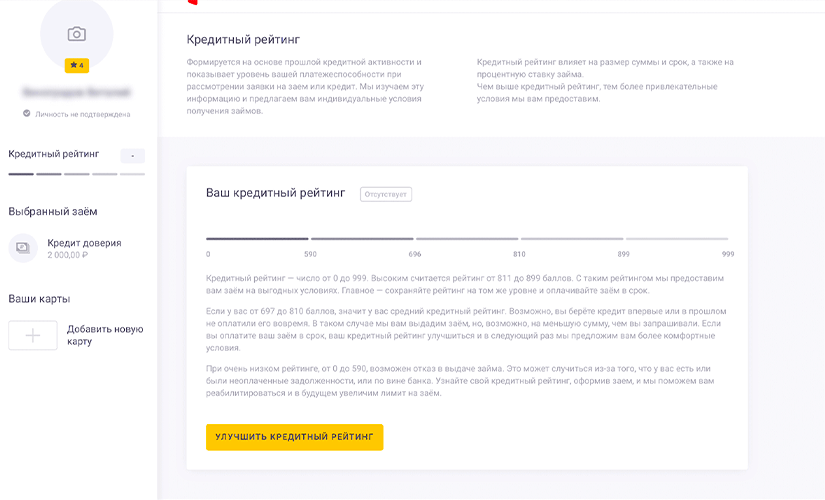 4
Личность не подтверждена
Кредитный рейтинг
-
Выбранный заём
Кредит доверия
2 000,00 ₽
Ваши карты
Добавить новую
карту
Кредитный рейтинг
Формируется на основе прошлой кредитной активности и
показывает уровень вашей платежеспособности при
рассмотрении заявки на заем или кредит. Мы изучаем эту
информацию и предлагаем вам индивидуальные условия
получения займов.
Кредитный рейтинг влияет на размер суммы и срок, а также на
процентную ставку займа.
Чем выше кредитный рейтинг, тем более привлекательные
условия мы вам предоставим.
Ваш кредитный рейтинг
Отсутствует
0 590 696 810 899 999
Кредитный рейтинг — число от 0 до 999. Высоким считается рейтинг от 811 до 899 баллов. С таким рейтингом мы предоставим
вам заём на выгодных условиях. Главное — сохраняйте рейтинг на том же уровне и оплачивайте заём в срок.
Если у вас от 697 до 810 баллов, значит у вас средний кредитный рейтинг. Возможно, вы берёте кредит впервые или в прошлом
не оплатили его вовремя. В таком случае мы вам выдадим заём, но, возможно, на меньшую сумму, чем вы запрашивали. Если
вы оплатите ваш заём в срок, ваш кредитный рейтинг улучшиться и в следующий раз мы предложим вам более комфортные
условия.
При очень низком рейтинге, от 0 до 590, возможен отказ в выдаче займа. Это может случиться из-за того, что у вас есть или
были неоплаченные задолженности, или по вине банка. Узнайте свой кредитный рейтинг, оформив заем, и мы поможем вам
реабилитироваться и в будущем увеличим лимит на заём.
УЛУЧШИТЬ КРЕДИТНЫЙ РЕЙТИНГ